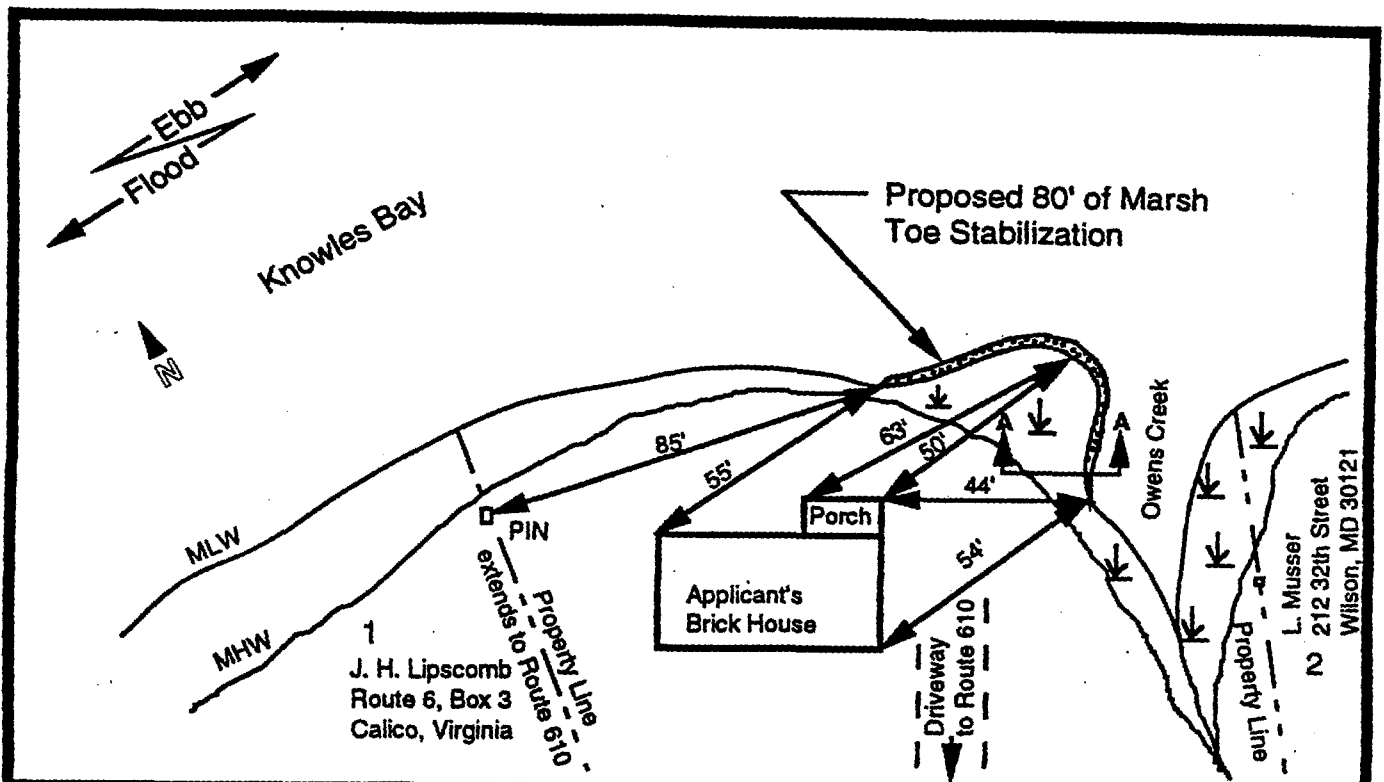 Ebb
Flood
Knowles Bay
N
Proposed 80' of Marsh
Toe Stabilization
85'
55'
63'
50'
44'
54'
A
A
Owens Creek
MLW
MHW
PIN
Property Line
extends to Route 610
Porch
Applicant's
Brick House
Driveway
to Route 610
1
J. H. Lipscomb
Route 6, Box 3
Calico, Virginia
Property Line
2
L. Musser
212 32th Street
Wilson, MD 30121